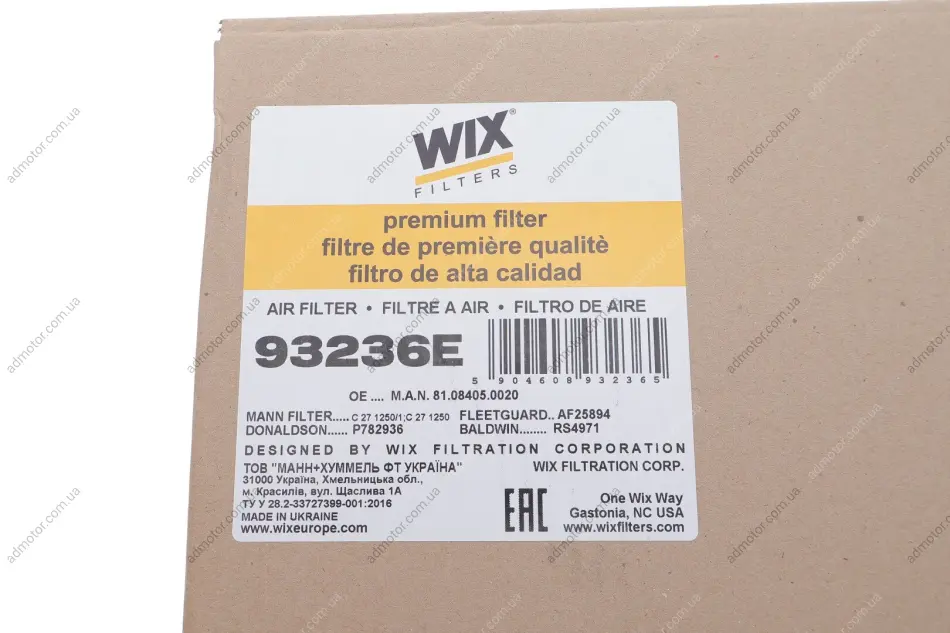 WIX®
FILTERS
premium filter
filtre de première qualitè
filtro de alta calidad
AIR FILTER • FILTRE A AIR • FILTRO DE AIRE
93236E
5 904608 932365
OE .... M.A.N. 81.08405.0020
MANN FILTER..... C 27 1250/1;C 27 1250 FLEETGUARD.. AF25894
DONALDSON...... P782936 BALDWIN........ RS4971
DESIGNED BY WIX FILTRATION CORPORATION
ТОВ "МАНН+ХУММЕЛЬ ФТ УКРАЇНА" WIX FILTRATION CORP.
31000 Україна, Хмельницька обл.,
м. Красилів, вул. Щаслива 1А
ТУ У 28.2-33727399-001:2016
MADE IN UKRAINE
www.wixeurope.com
EAC
One Wix Way
Gastonia, NC USA
www.wixfilters.com
admotor.com.ua